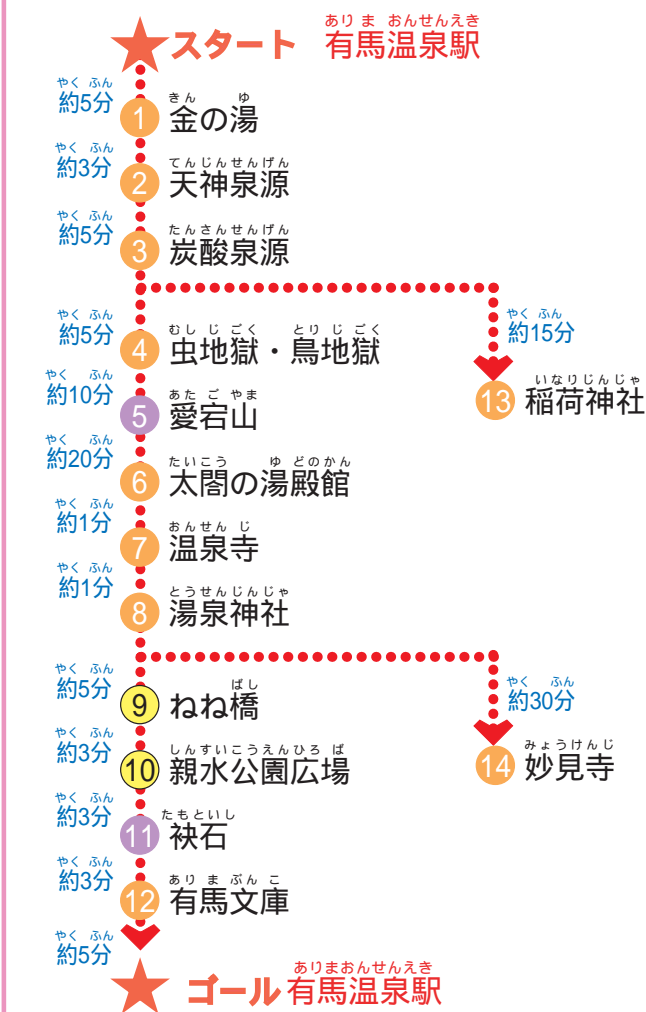 ありまおんせんえき
スタート 有馬温泉駅
やくふん
約5分
きんゆ
1 金の湯
やくふん
約3分
てんじんせんげん
2 天神泉源
やくふん
約5分
たんさんせんげん
3 炭酸泉源
やくふん
約5分
むしじごく とりじごく
4 虫地獄・鳥地獄
やくふん
約15分
いなりじんじゃ
13 稲荷神社
やくふん
約10分
あたごやま
5 愛宕山
やくふん
約20分
たいこう ゆどのかん
6 太閤の湯殿館
やくふん
約1分
おんせんじ
7 温泉寺
やくふん
約1分
とうせんじんじゃ
8 湯泉神社
やくふん
約5分
ばし
9 ねね橋
やくふん
約30分
みょうけんじ
14 妙見寺
やくふん
約3分
しんすいこうえんひろば
10 親水公園広場
やくふん
約3分
たもといし
11 袂石
やくふん
約3分
ありまぶんこ
12 有馬文庫
やくふん
約5分
ありまおんせんえき
ゴール 有馬温泉駅